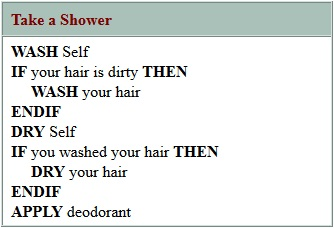 Take a Shower
WASH Self
IF your hair is dirty THEN
WASH your hair
ENDIF
DRY Self
IF you washed your hair THEN
DRY your hair
ENDIF
APPLY deodorant